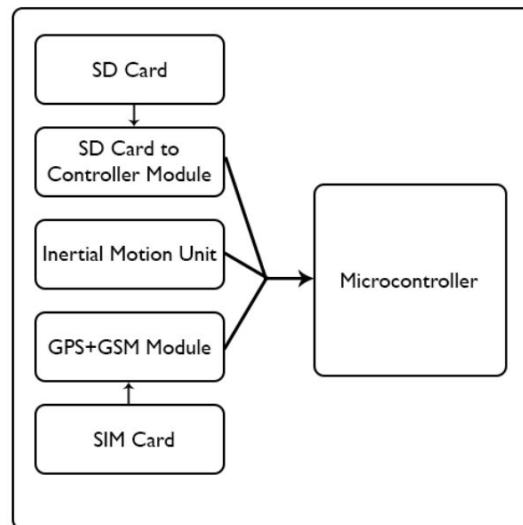 SD Card
SD Card to
Controller Module
Inertial Motion Unit
Microcontroller
GPS+GSM Module
SIM Card